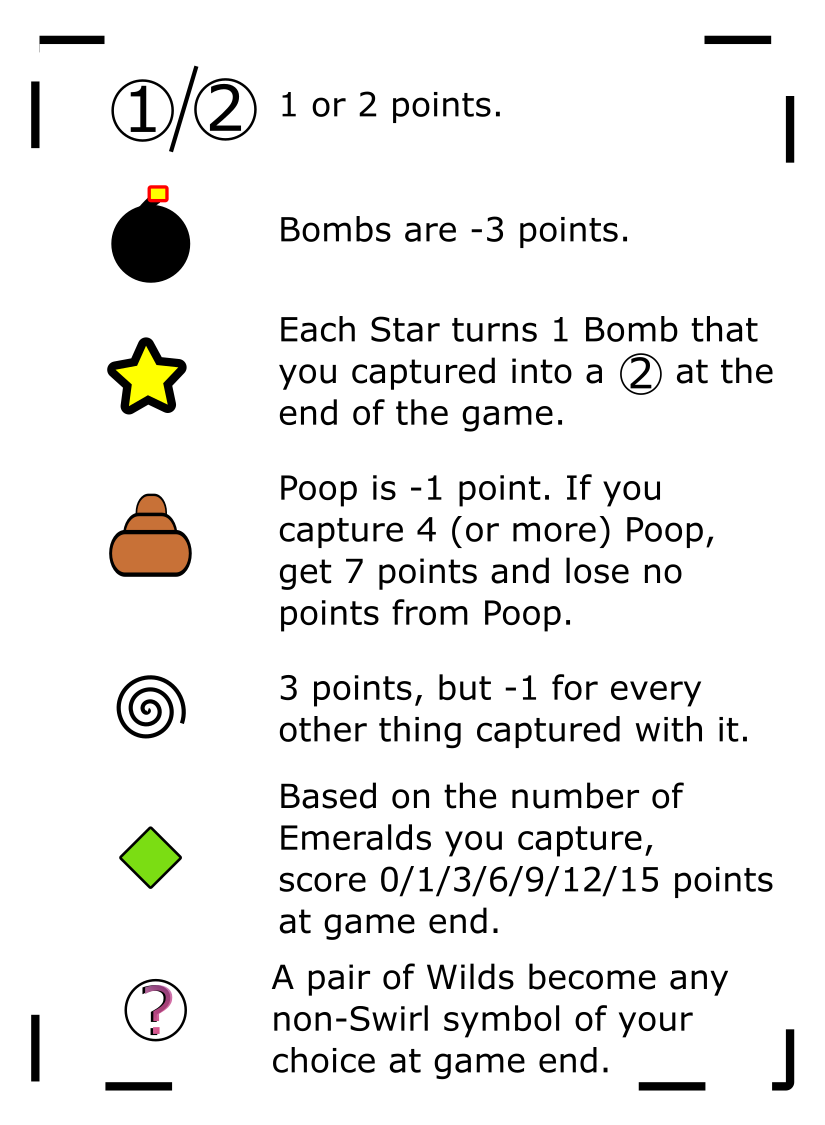 ①/② 1 or 2 points.
Bombs are -3 points.
Each Star turns 1 Bomb that
you captured into a ② at the
end of the game.
Poop is -1 point. If you
capture 4 (or more) Poop,
get 7 points and lose no
points from Poop.
3 points, but -1 for every
other thing captured with it.
Based on the number of
Emeralds you capture,
score 0/1/3/6/9/12/15 points
at game end.
? A pair of Wilds become any
non-Swirl symbol of your
choice at game end.